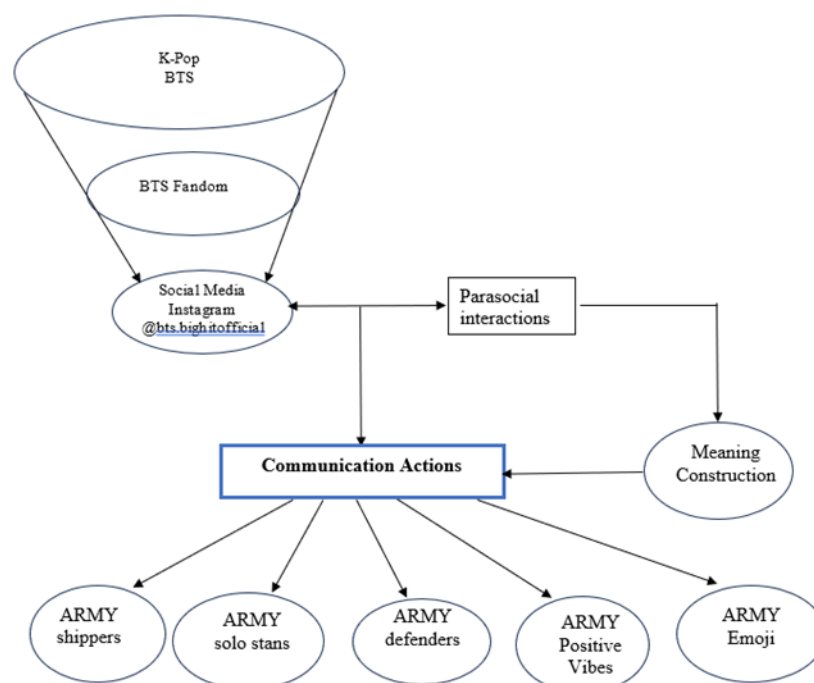 K-Pop
BTS
BTS Fandom
Social Media
Instagram
@bts.bighitofficial
Parasocial
interactions
Meaning
Construction
Communication Actions
ARMY
shippers
ARMY
solo stans
ARMY
defenders
ARMY
Positive
Vibes
ARMY
Emoji